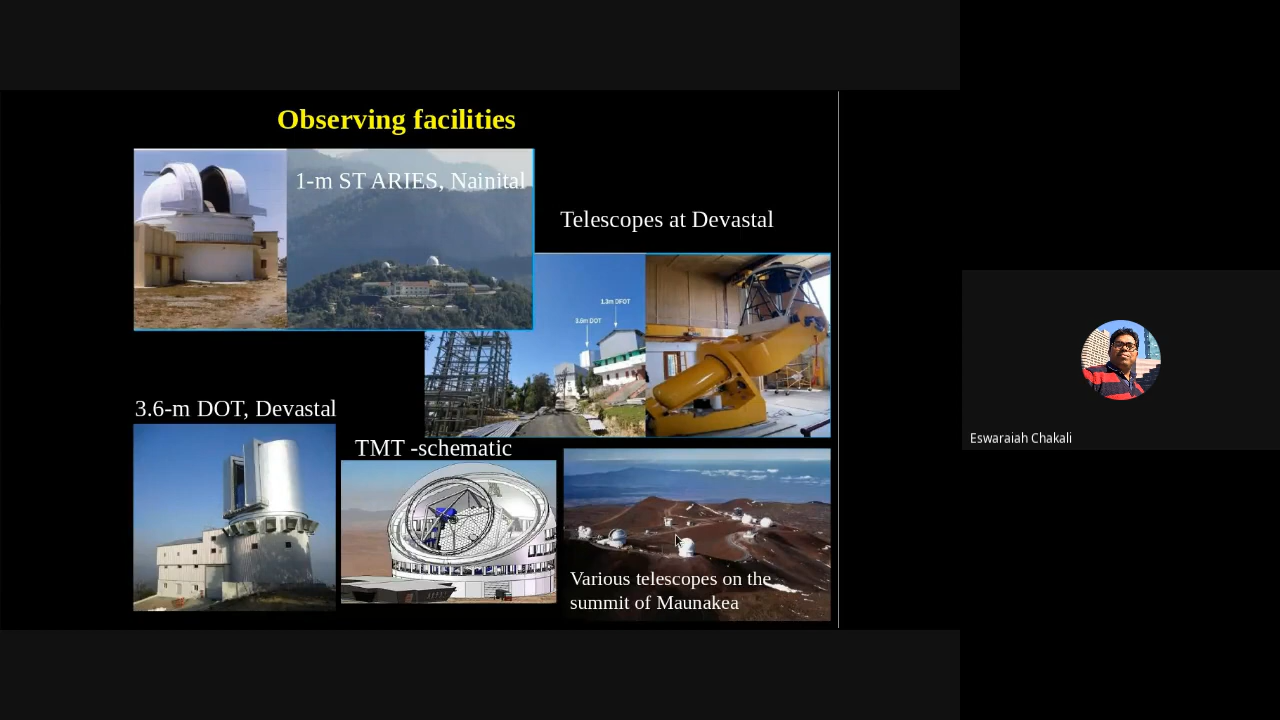 Observing facilities
1-m ST ARIES, Nainital
Telescopes at Devastal
1.3m DFOT
3.6m DOT
3.6-m DOT, Devastal
TMT -schematic
Various telescopes on the
summit of Maunakea
Eswaraiah Chakali